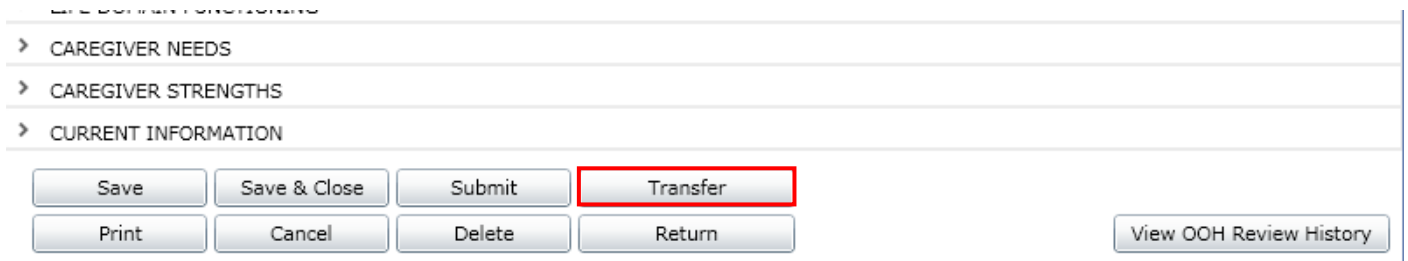 CAREGIVER NEEDS
CAREGIVER STRENGTHS
CURRENT INFORMATION
Save Save & Close Submit Transfer
Print Cancel Delete Return View OOH Review History